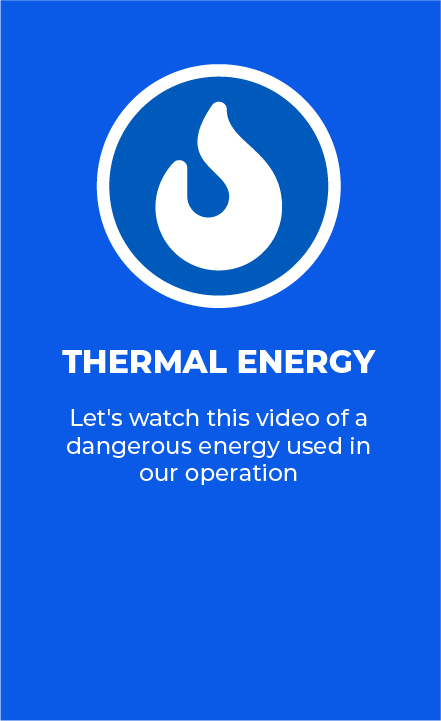 THERMAL ENERGY
Let's watch this video of a
dangerous energy used in
our operation